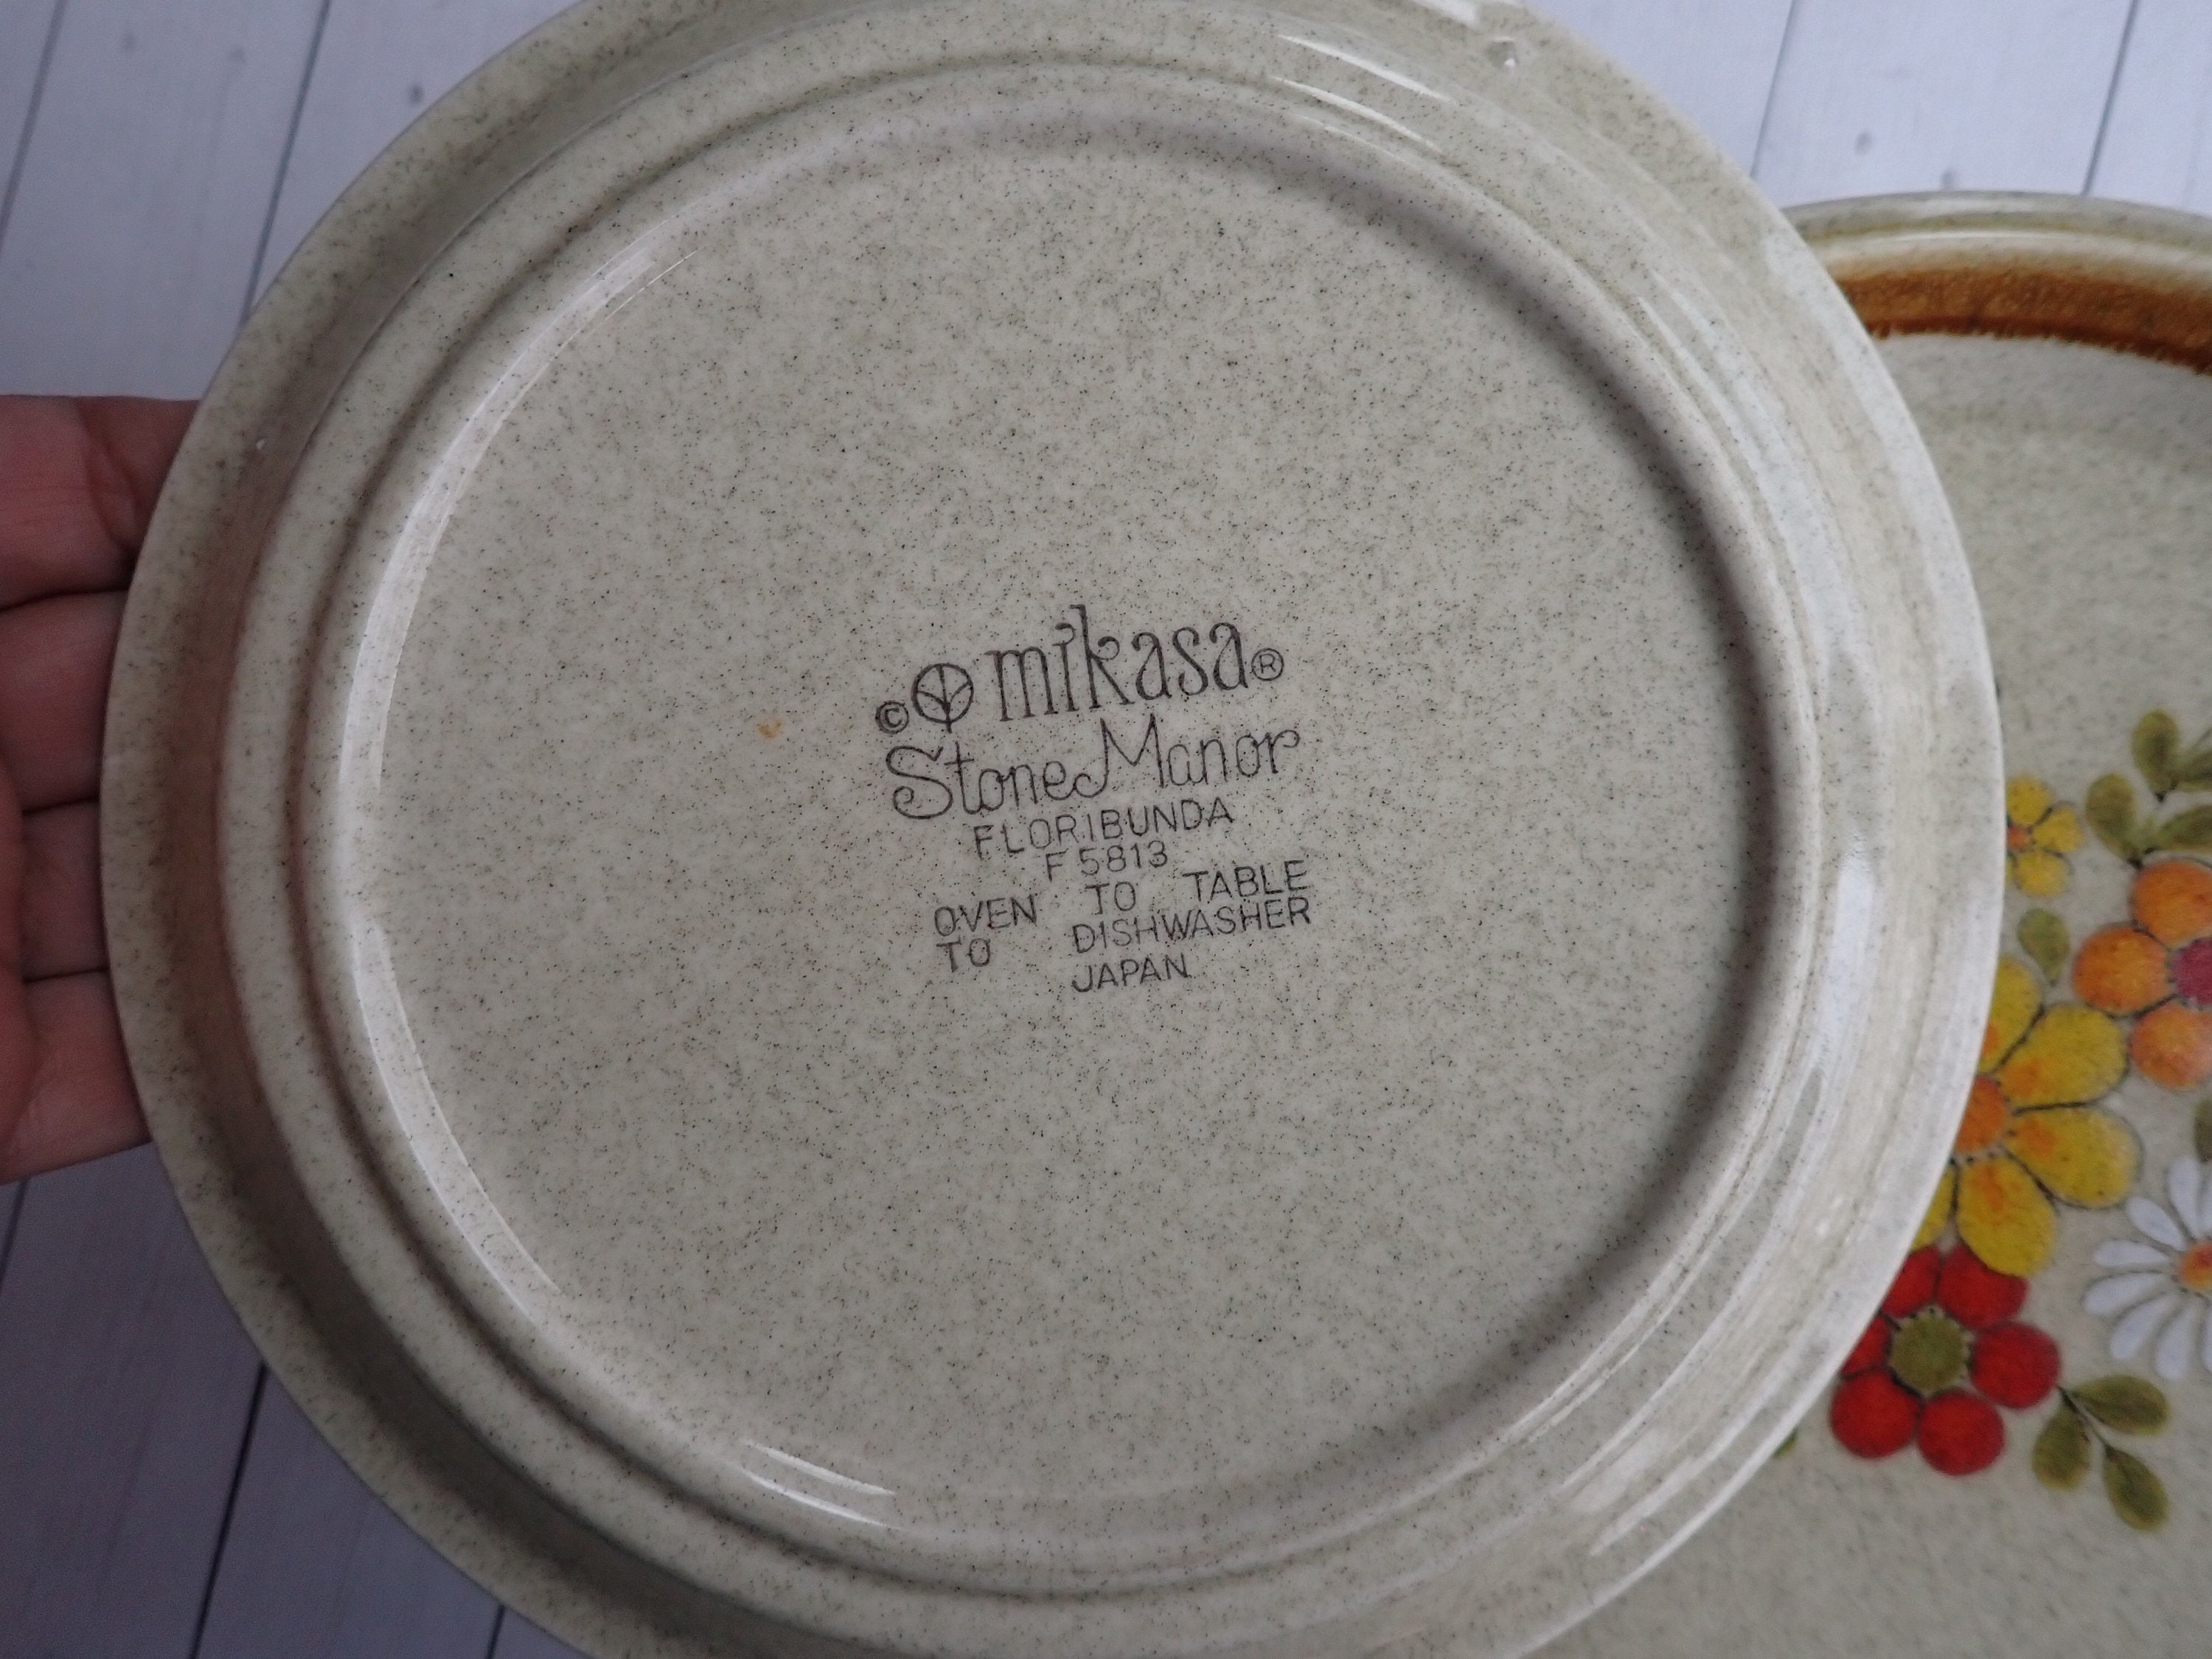 © mikasa®
Stone Manor
FLORIBUNDA
F 5813
OVEN TO TABLE
TO DISHWASHER
JAPAN